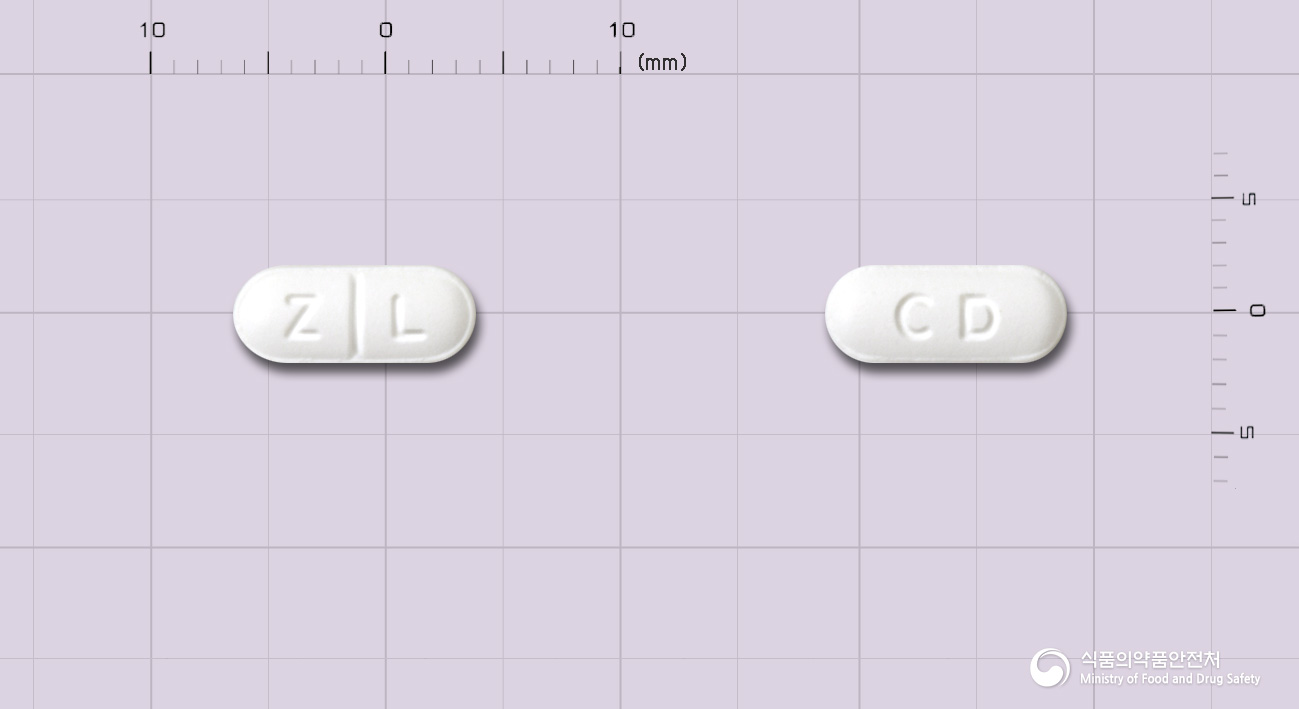 10 0 10
(mm)
Z L
C D
5
0
5
식품의약품안전처
Ministry of Food and Drug Safety